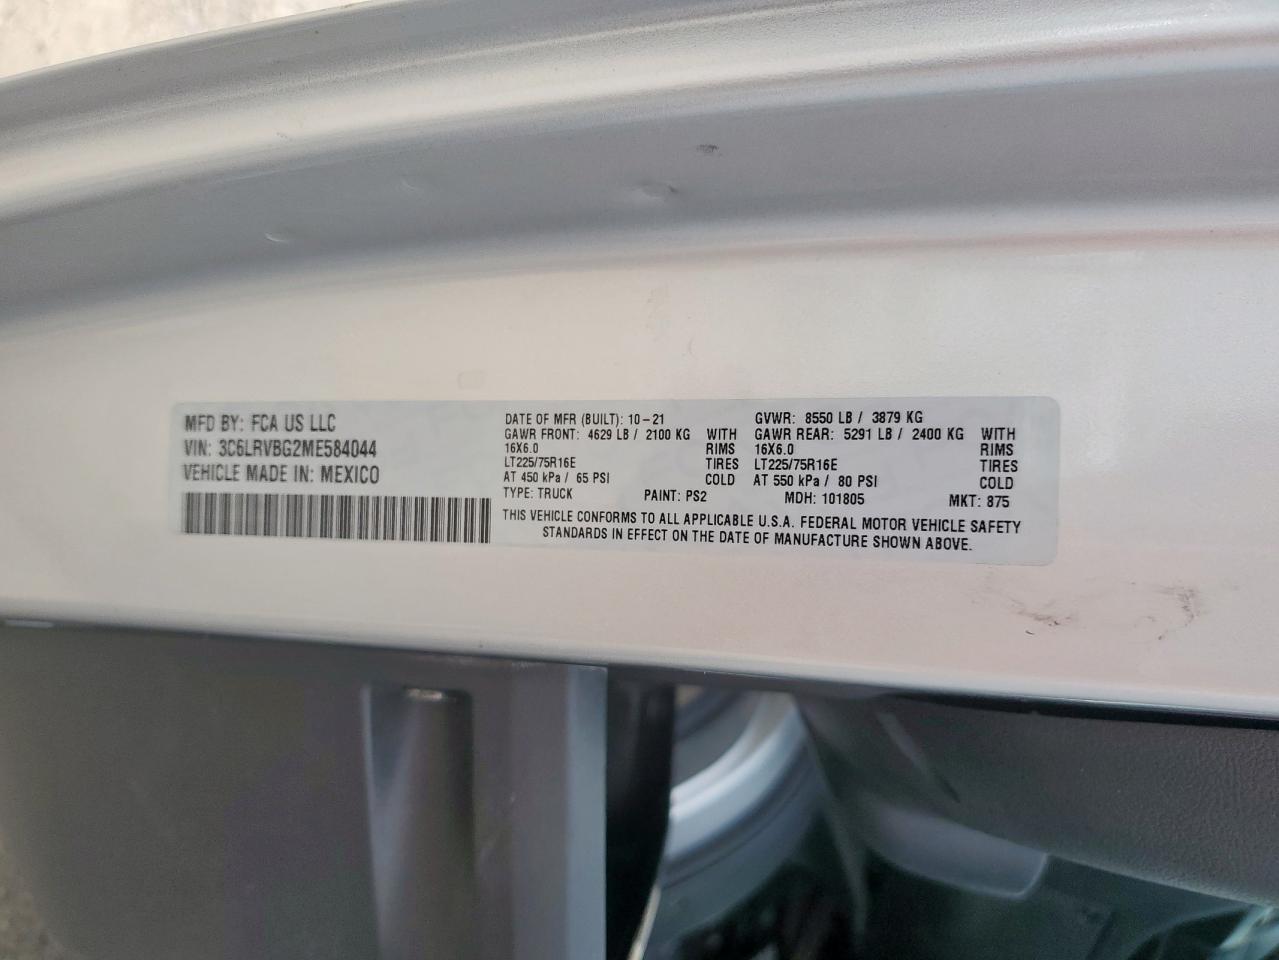 MFD BY: FCA US LLC
VIN: 3C6LRVBG2ME584044
VEHICLE MADE IN: MEXICO
DATE OF MFR (BUILT): 10-21
GAWR FRONT: 4629 LB / 2100 KG WITH
16X6.0 RIMS
LT225/75R16E TIRES
AT 450 kPa / 65 PSI COLD
GVWR: 8550 LB / 3879 KG
GAWR REAR: 5291 LB / 2400 KG WITH
16X6.0 RIMS
LT225/75R16E TIRES
AT 550 kPa / 80 PSI COLD
TYPE: TRUCK PAINT: PS2 MDH: 101805 MKT: 875
THIS VEHICLE CONFORMS TO ALL APPLICABLE U.S.A. FEDERAL MOTOR VEHICLE SAFETY
STANDARDS IN EFFECT ON THE DATE OF MANUFACTURE SHOWN ABOVE.